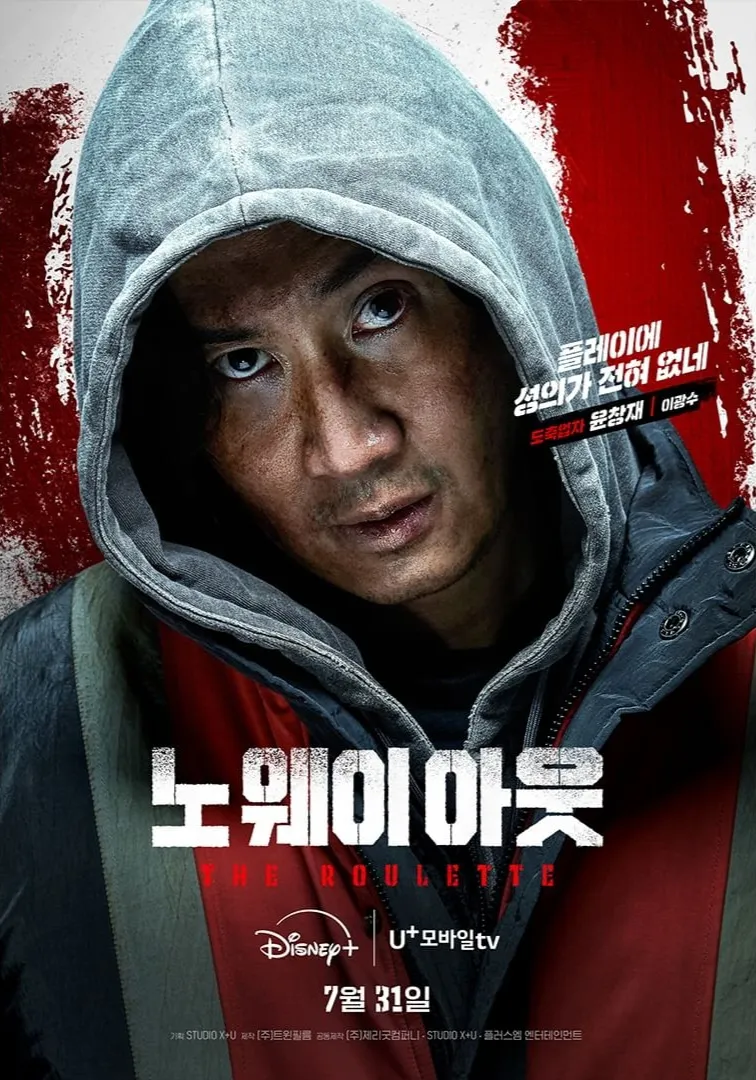 플레이에
성의가 전혀 없네
도축업자 윤창재 | 이광수
노 웨이 아웃
THE ROULETTE
Disney+ | U+모바일tv
7월 31일
기획 STUDIO X+U 제작 (주)트윈필름 공동제작 (주)제리굿컴퍼니 · STUDIO X+U · 플러스엠 엔터테인먼트